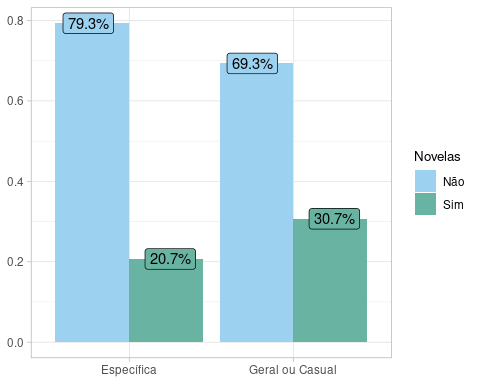 0.8
0.6
0.4
0.2
0.0
79.3%
20.7%
69.3%
30.7%
Específica
Geral ou Casual
Novelas
Não
Sim